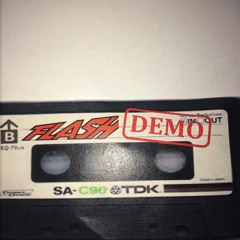 B
FLASH
DEMO
IN OUT
EQ 70μs
SA-C90 TDK